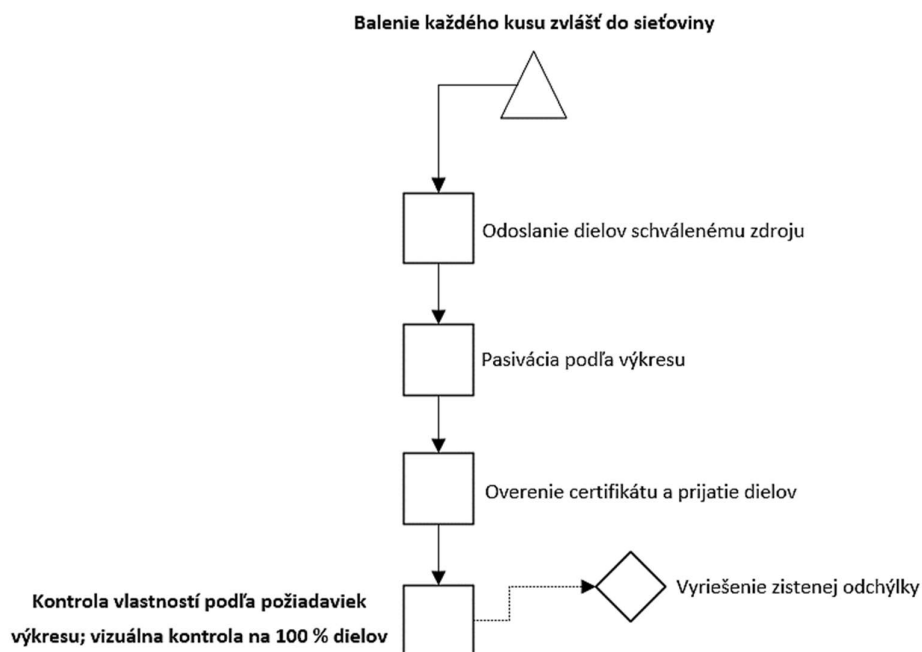 Balenie každého kusu zvlášť do sieťoviny
Odoslanie dielov schválenému zdroju
Pasivácia podľa výkresu
Overenie certifikátu a prijatie dielov
Vyriešenie zistenej odchýlky
Kontrola vlastností podľa požiadaviek
výkresu; vizuálna kontrola na 100 % dielov